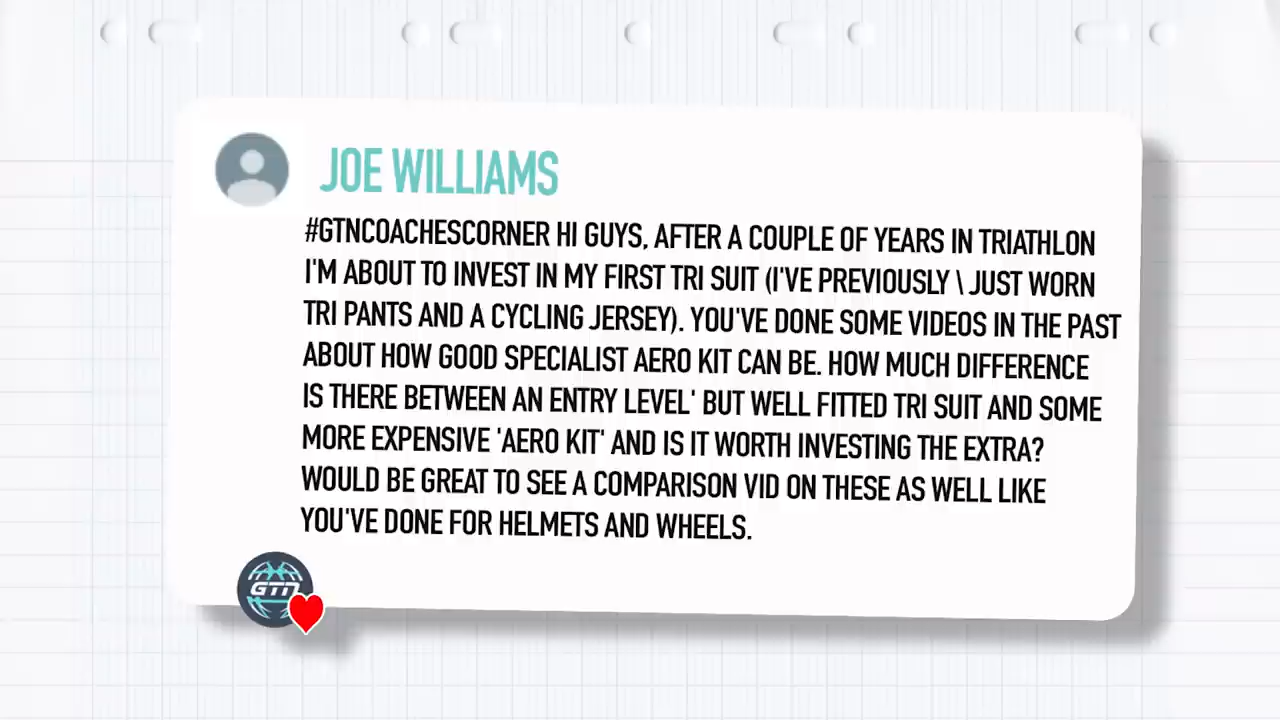 JOE WILLIAMS
#GTNCOACHESCORNER HI GUYS, AFTER A COUPLE OF YEARS IN TRIATHLON
I'M ABOUT TO INVEST IN MY FIRST TRI SUIT (I'VE PREVIOUSLY \ JUST WORN
TRI PANTS AND A CYCLING JERSEY). YOU'VE DONE SOME VIDEOS IN THE PAST
ABOUT HOW GOOD SPECIALIST AERO KIT CAN BE. HOW MUCH DIFFERENCE
IS THERE BETWEEN AN ENTRY LEVEL' BUT WELL FITTED TRI SUIT AND SOME
MORE EXPENSIVE 'AERO KIT' AND IS IT WORTH INVESTING THE EXTRA?
WOULD BE GREAT TO SEE A COMPARISON VID ON THESE AS WELL LIKE
YOU'VE DONE FOR HELMETS AND WHEELS.
GTN